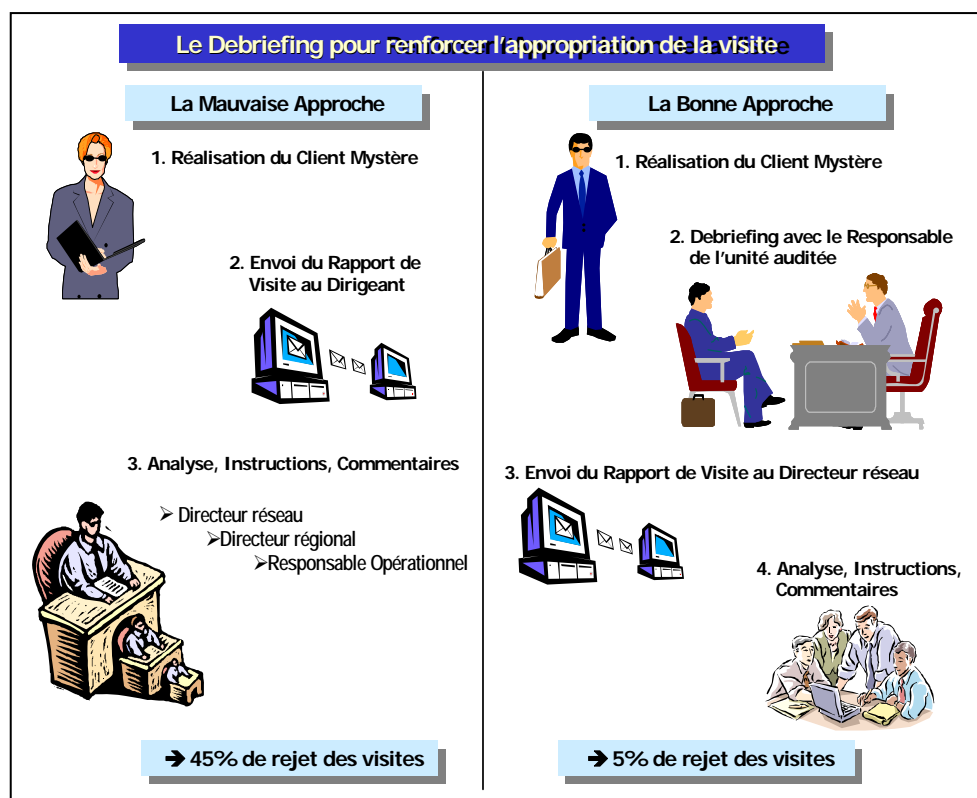 Le Debriefing pour renforcer l'appropriation de la visite
La Mauvaise Approche
1. Réalisation du Client Mystère
2. Envoi du Rapport de
Visite au Dirigeant
3. Analyse, Instructions, Commentaires
➢ Directeur réseau
➢Directeur régional
➢Responsable Opérationnel
➔ 45% de rejet des visites
La Bonne Approche
1. Réalisation du Client Mystère
2. Debriefing avec le Responsable
de l'unité auditée
3. Envoi du Rapport de Visite au Directeur réseau
4. Analyse, Instructions,
Commentaires
➔ 5% de rejet des visites